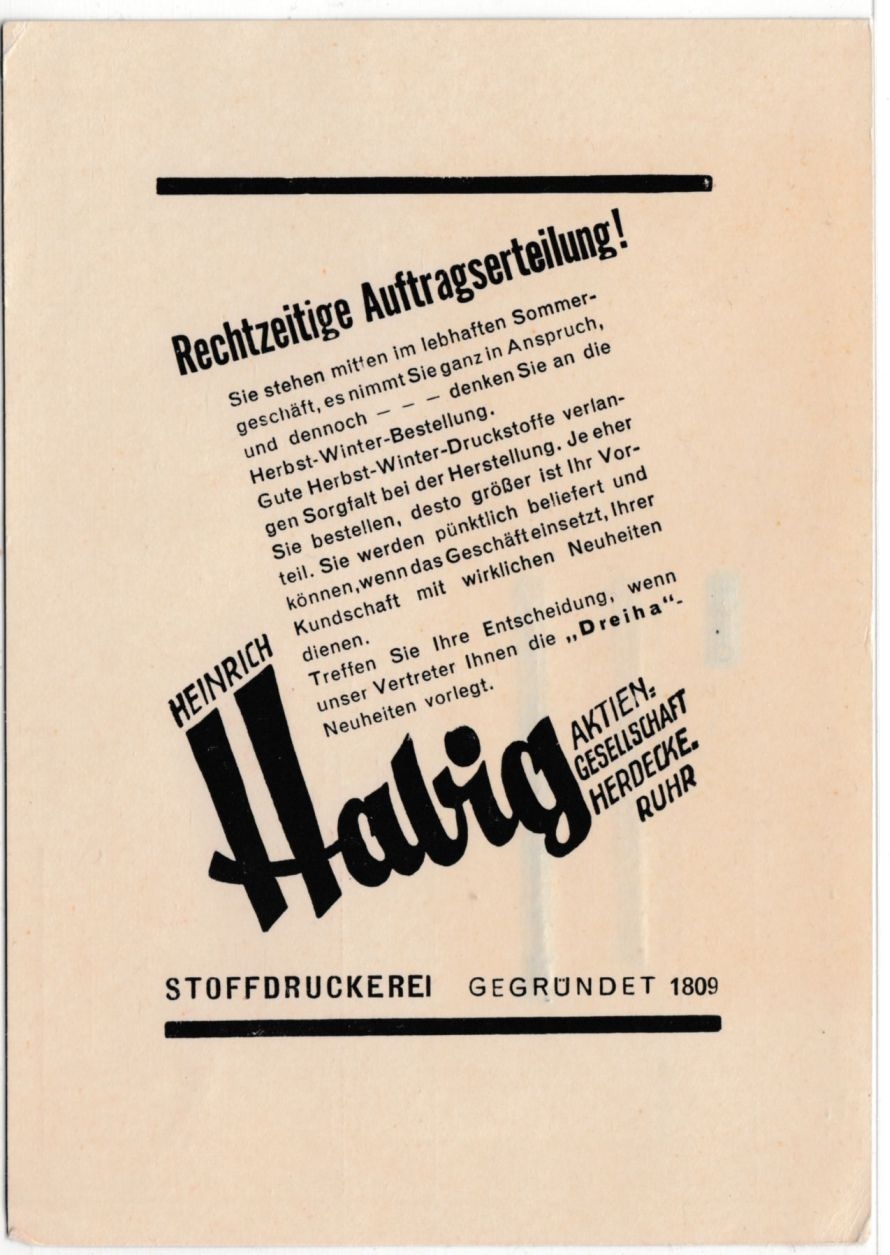 Rechtzeitige Auftragserteilung!
Sie stehen mitten im lebhaften Sommer-
geschäft, es nimmt Sie ganz in Anspruch,
und dennoch — — — denken Sie an die
Herbst-Winter-Bestellung.
Gute Herbst-Winter-Druckstoffe verlan-
gen Sorgfalt bei der Herstellung. Je eher
Sie bestellen, desto größer ist Ihr Vor-
teil. Sie werden pünktlich beliefert und
können, wenn das Geschäft einsetzt, Ihrer
Kundschaft mit wirklichen Neuheiten
dienen.
Treffen Sie Ihre Entscheidung, wenn
unser Vertreter Ihnen die „Dreiha“-
Neuheiten vorlegt.
HEINRICH
Habig
AKTIEN-
GESELLSCHAFT
HERDECKE-
RUHR
STOFFDRUCKEREI GEGRÜNDET 1809